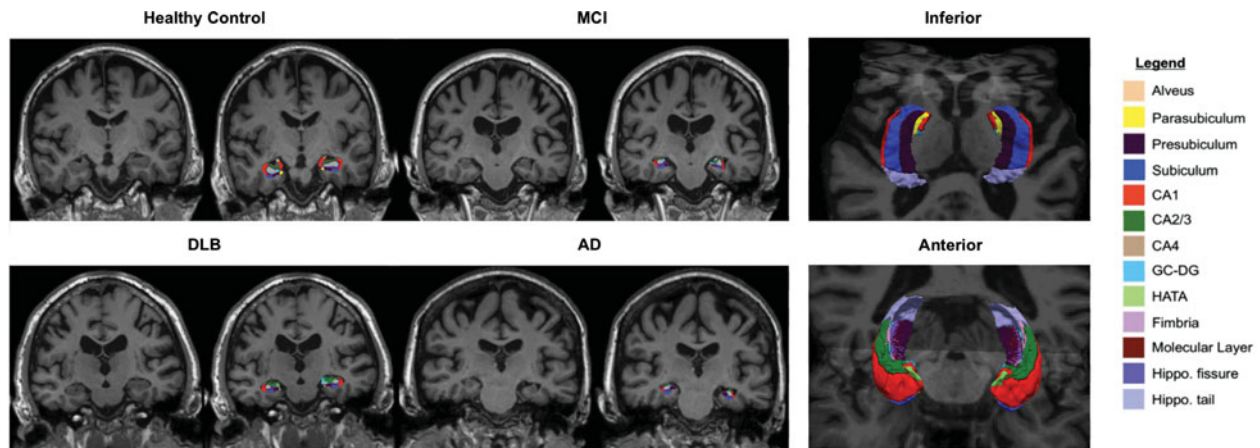 Healthy Control
MCI
Inferior
DLB
AD
Anterior
Legend
Alveus
Parasubiculum
Presubiculum
Subiculum
CA1
CA2/3
CA4
GC-DG
HATA
Fimbria
Molecular Layer
Hippo. fissure
Hippo. tail